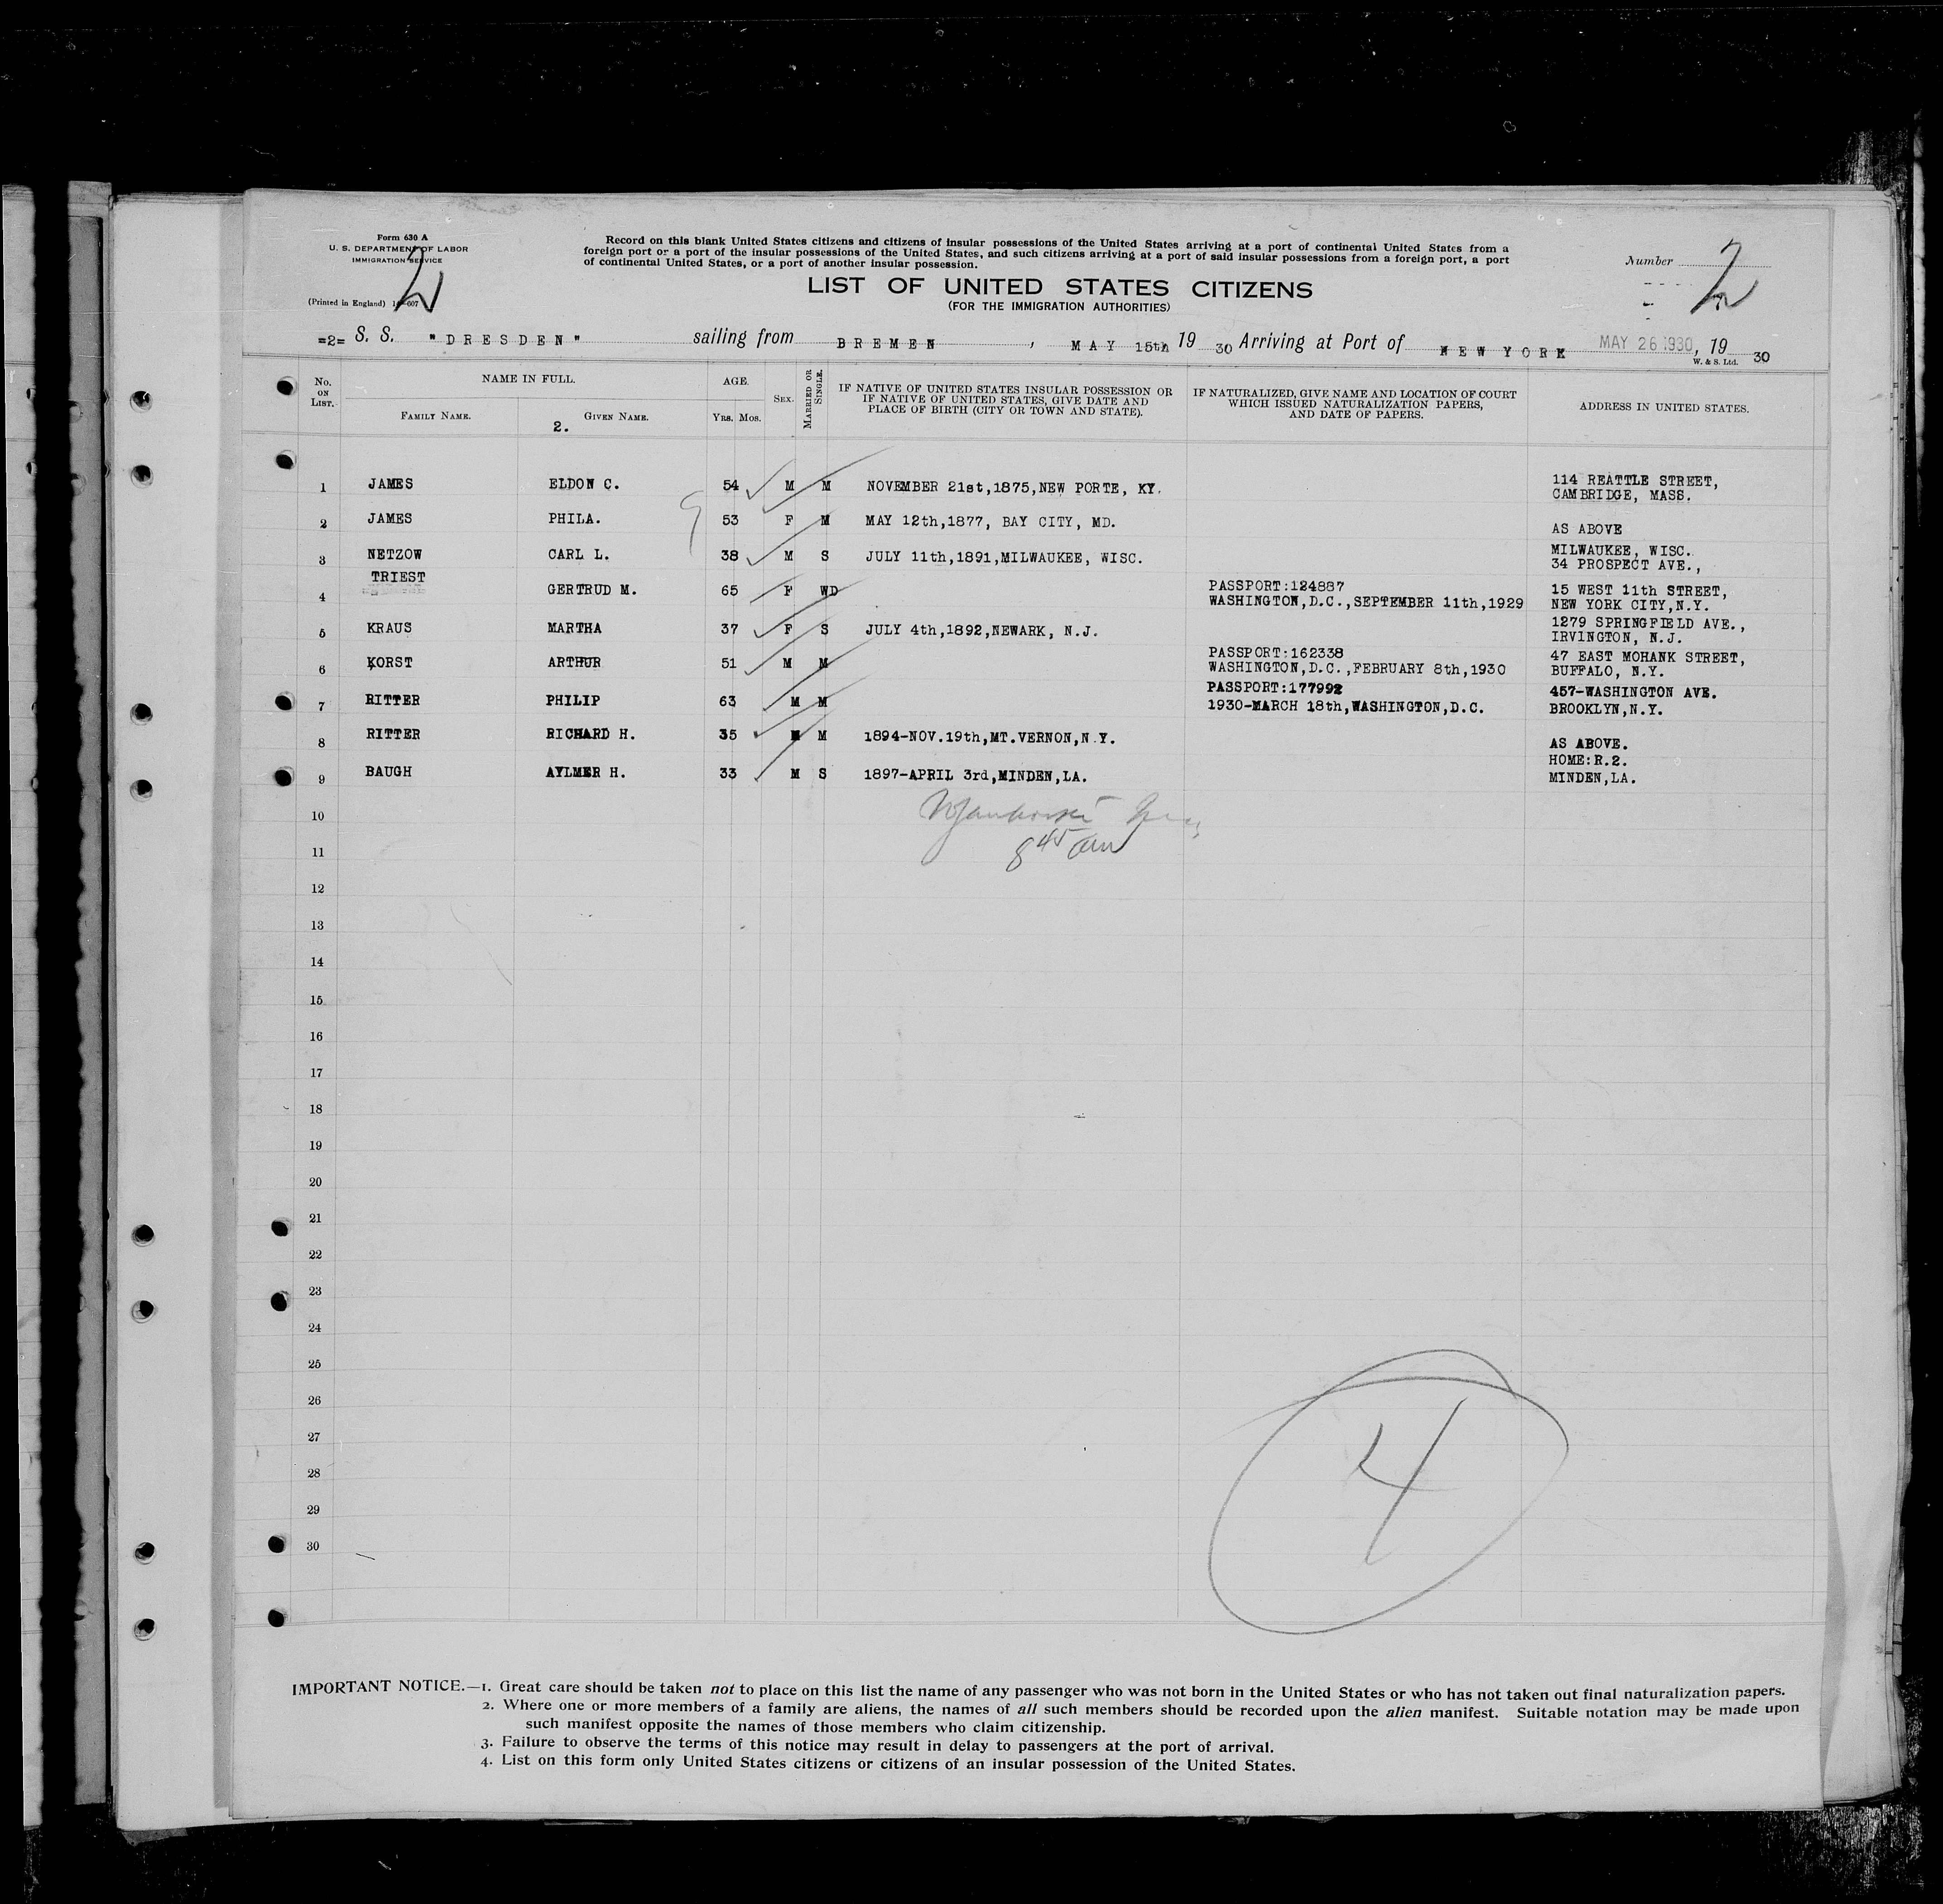 Form 630 A
U. S. DEPARTMENT OF LABOR
IMMIGRATION SERVICE
2
(Printed in England)
Record on this blank United States citizens and citizens of insular possessions of the United States arriving at a port of continental United States from a
foreign port or a port of the insular possessions of the United States, and such citizens arriving at a port of said insular possessions from a foreign port, a port
of continental United States, or a port of another insular possession.
LIST OF UNITED STATES CITIZENS
(FOR THE IMMIGRATION AUTHORITIES)
Number 2
=2= S. S. "DRESDEN" sailing from BREMEN, MAY 15th 19 30 Arriving at Port of NEW YORK MAY 26 1930, 19 30
W. & S. Ltd.
No. ON LIST. NAME IN FULL. AGE. SEX. MARRIED OR SINGLE. IF NATIVE OF UNITED STATES INSULAR POSSESSION OR IF NATIVE OF UNITED STATES, GIVE DATE AND PLACE OF BIRTH (CITY OR TOWN AND STATE). IF NATURALIZED, GIVE NAME AND LOCATION OF COURT WHICH ISSUED NATURALIZATION PAPERS, AND DATE OF PAPERS. ADDRESS IN UNITED STATES.
FAMILY NAME. 2. GIVEN NAME. YRS. MOS.
1 JAMES ELDON C. 54 M M NOVEMBER 21st,1875,NEW PORTE, KY. 114 REATTLE STREET,
CAMBRIDGE, MASS.
2 JAMES PHILA. 53 F M MAY 12th,1877, BAY CITY, MD. AS ABOVE
3 NETZOW CARL L. 38 M S JULY 11th,1891,MILWAUKEE, WISC. MILWAUKEE, WISC.
34 PROSPECT AVE.,
4 TRIEST GERTRUD M. 65 F WD PASSPORT:124887 15 WEST 11th STREET,
WASHINGTON,D.C.,SEPTEMBER 11th,1929 NEW YORK CITY,N.Y.
5 KRAUS MARTHA 37 F S JULY 4th,1892,NEWARK, N.J. 1279 SPRINGFIELD AVE.,
IRVINGTON, N.J.
6 KORST ARTHUR 51 M M PASSPORT:162338 47 EAST MOHANK STREET,
WASHINGTON,D.C.,FEBRUARY 8th,1930 BUFFALO, N.Y.
7 RITTER PHILIP 63 M M PASSPORT:177992 457-WASHINGTON AVE.
1930-MARCH 18th,WASHINGTON,D.C. BROOKLYN,N.Y.
8 RITTER RICHARD H. 35 M M 1894-NOV.19th,MT.VERNON,N.Y. AS ABOVE.
9 BAUGH AYLMER H. 33 M S 1897-APRIL 3rd,MINDEN,LA. HOME:R.2.
MINDEN,LA.
10
8 45 am
11
12
13
14
15
16
17
18
19
20
21
22
23
24
25
26
27
28
29
30
4
IMPORTANT NOTICE.—1. Great care should be taken not to place on this list the name of any passenger who was not born in the United States or who has not taken out final naturalization papers.
2. Where one or more members of a family are aliens, the names of all such members should be recorded upon the alien manifest. Suitable notation may be made upon
such manifest opposite the names of those members who claim citizenship.
3. Failure to observe the terms of this notice may result in delay to passengers at the port of arrival.
4. List on this form only United States citizens or citizens of an insular possession of the United States.